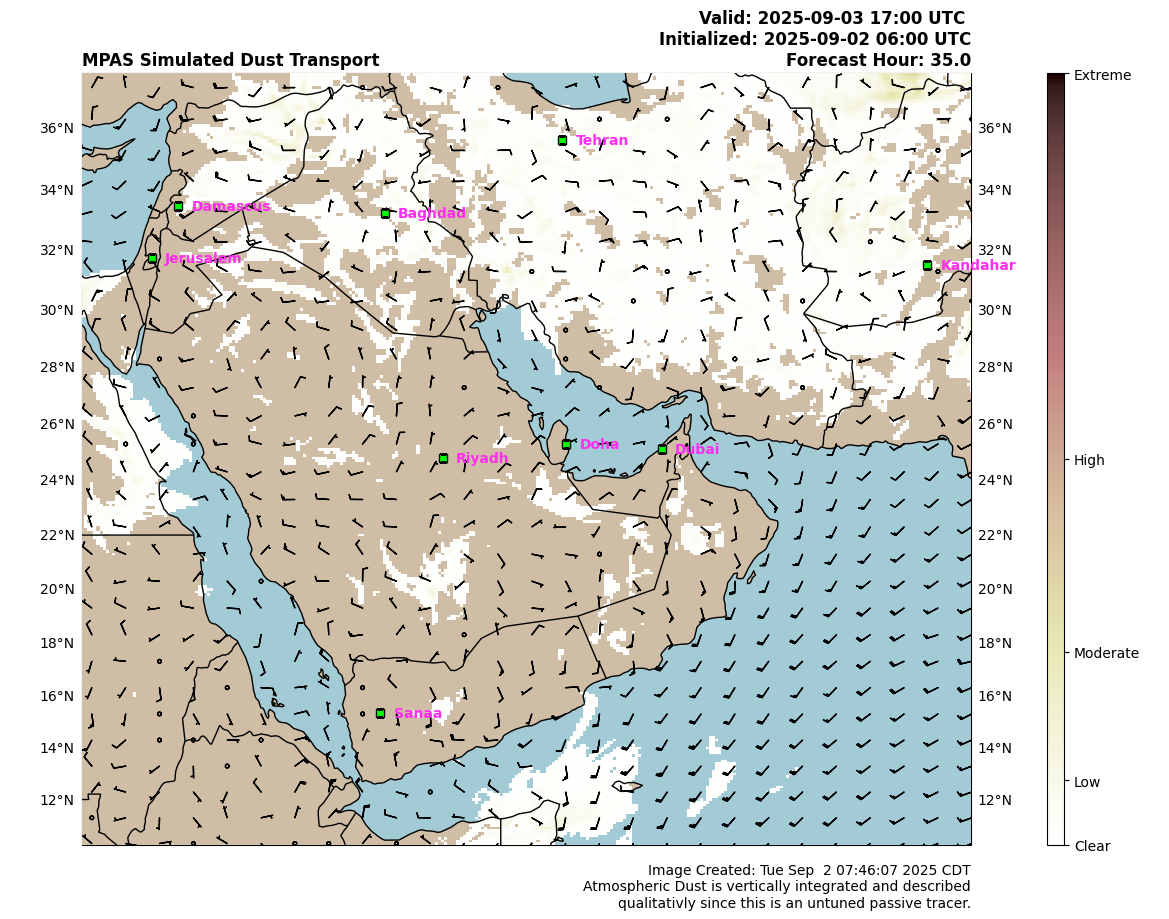 Valid: 2025-09-03 17:00 UTC
Initialized: 2025-09-02 06:00 UTC
MPAS Simulated Dust Transport Forecast Hour: 35.0
Extreme
36°N Tehran 36°N
34°N Damascus Baghdad 34°N
32°N Jerusalem 32°N
Kandahar
30°N 30°N
28°N 28°N
26°N 26°N
Doha Dubai
Riyadh High
24°N 24°N
22°N 22°N
20°N 20°N
18°N 18°N
Moderate
16°N 16°N
Sanaa
14°N 14°N
Low
12°N 12°N
Clear
Image Created: Tue Sep  2 07:46:07 2025 CDT
Atmospheric Dust is vertically integrated and described
qualitativly since this is an untuned passive tracer.